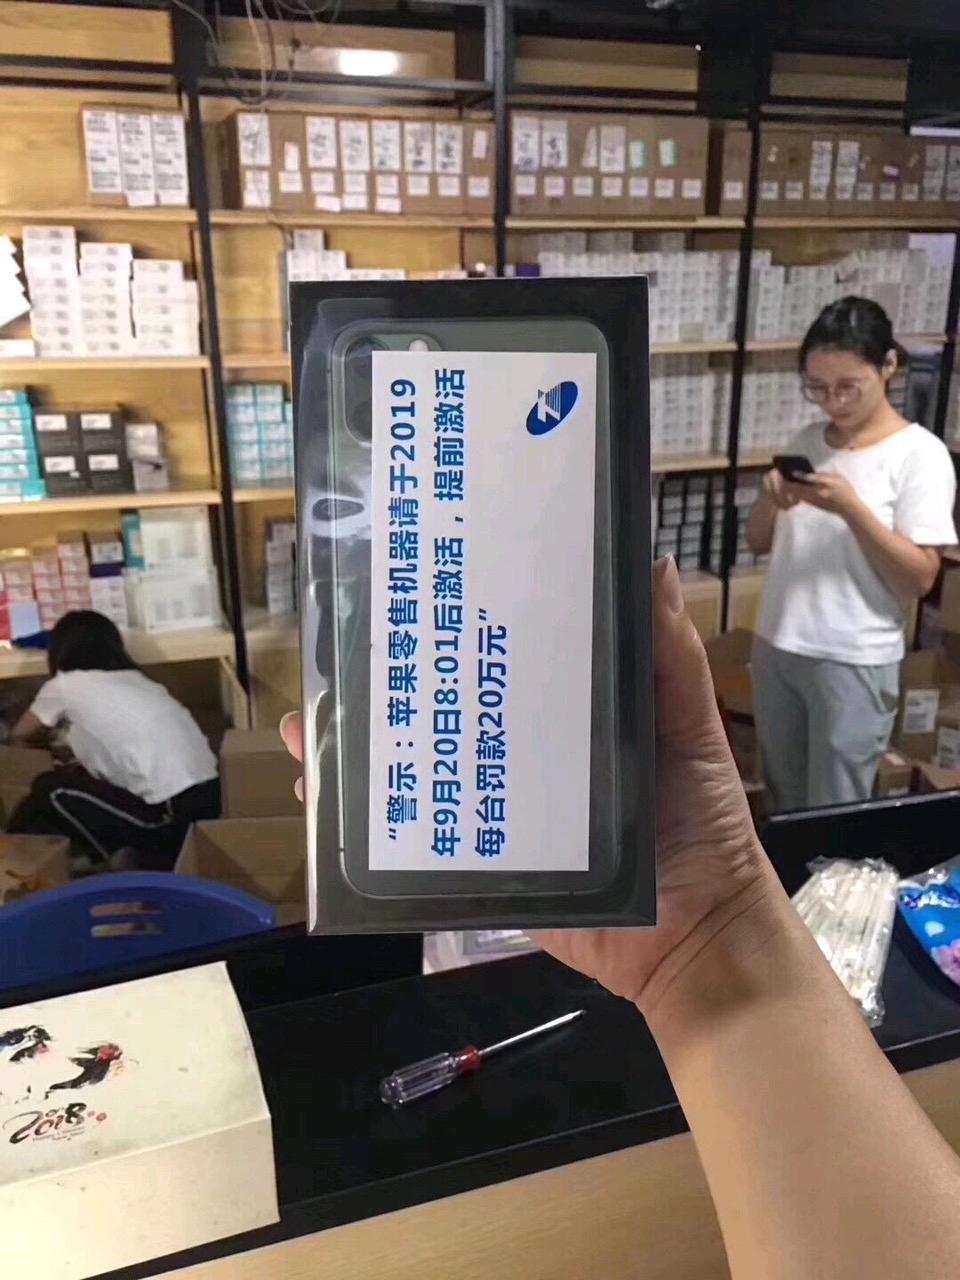 “警示：苹果零售机器请于2019
年9月20日8:01后激活，提前激活
每台罚款20万元”
2018